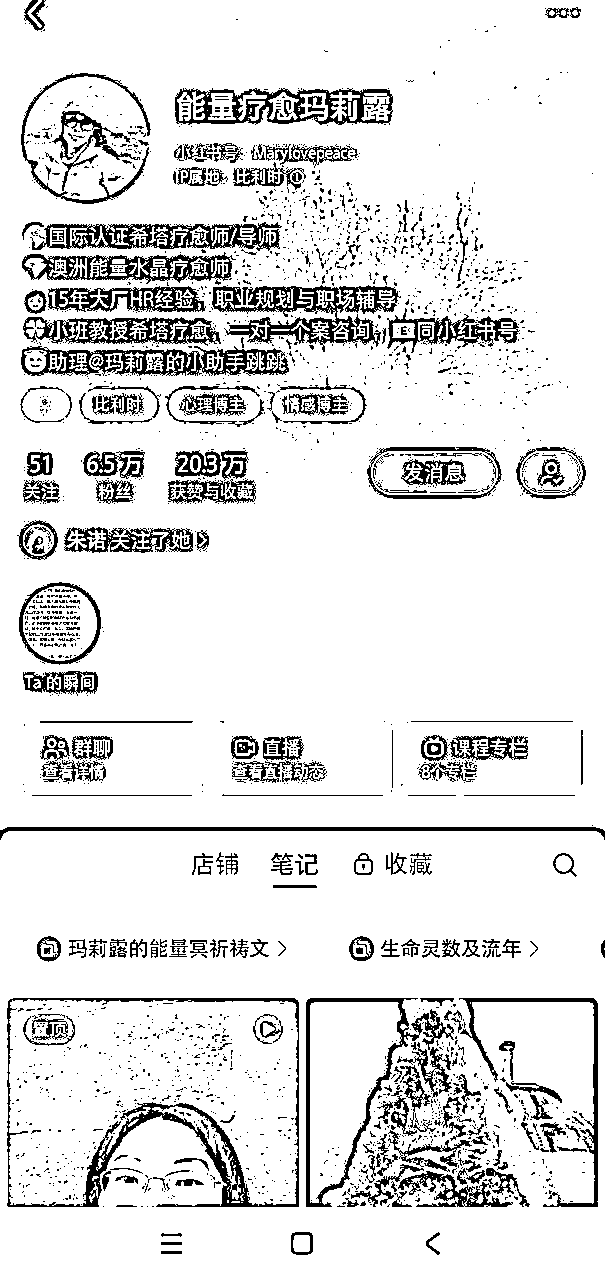 能量疗愈玛莉露
小红书号：Marylovepeace
IP属地：比利时
国际认证希塔疗愈师/导师
澳洲能量水晶疗愈师
15年大厂HR经验，职业规划与职场辅导
小班教授希塔疗愈，一对一个案咨询，同小红书号
助理@玛莉露的小助手跳跳
比利时 心理博主 情感博主
51 6.5万 20.3万
关注 粉丝 获赞与收藏
发消息
朱诺关注了她
Ta的瞬间
群聊 直播 课程专栏
查看详情 查看直播动态 8个专栏
店铺 笔记 收藏
玛莉露的能量冥祈祷文 生命灵数及流年
置顶